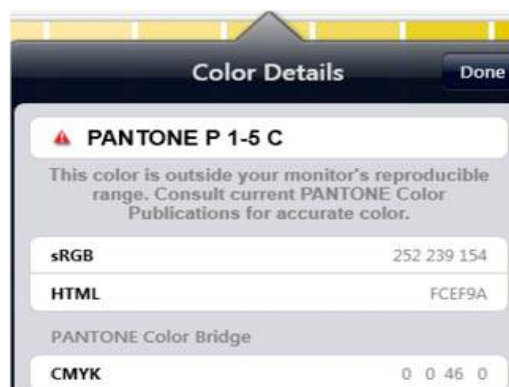 Color Details
Done
PANTONE P 1-5 C
This color is outside your monitor's reproducible
range. Consult current PANTONE Color
Publications for accurate color.
sRGB 252 239 154
HTML FCEF9A
PANTONE Color Bridge
CMYK 0 0 46 0